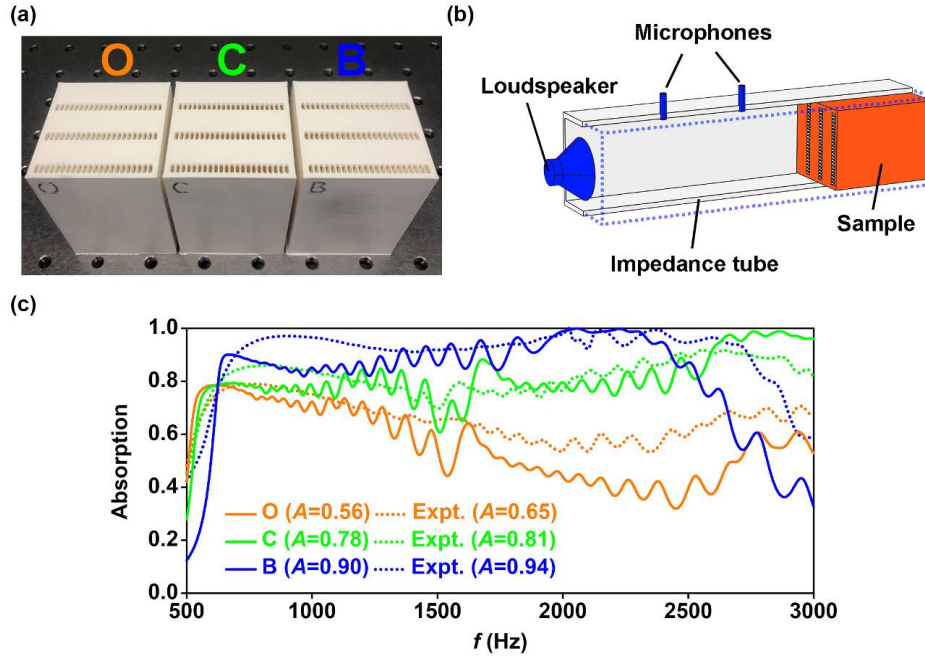 (a)
O C B
O C B
(b)
Microphones
Loudspeaker
Sample
Impedance tube
(c)
Absorption
1.0
0.8
0.6
0.4
0.2
0.0
O (A=0.56) Expt. (A=0.65)
C (A=0.78) Expt. (A=0.81)
B (A=0.90) Expt. (A=0.94)
500 1000 1500 2000 2500 3000
f (Hz)